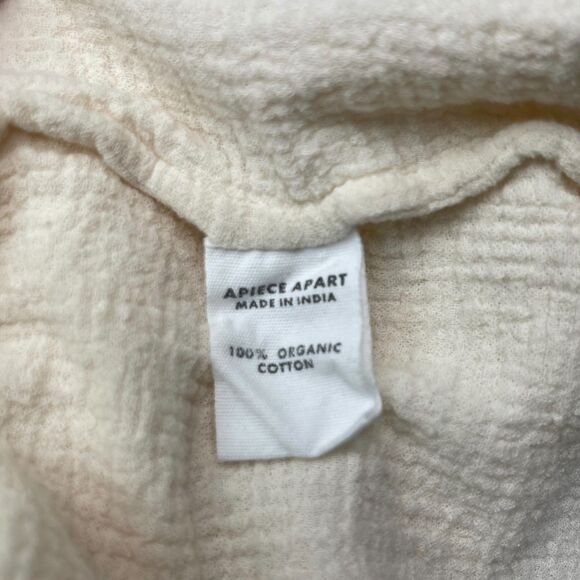 APIECE APART
MADE IN INDIA
100% ORGANIC
COTTON